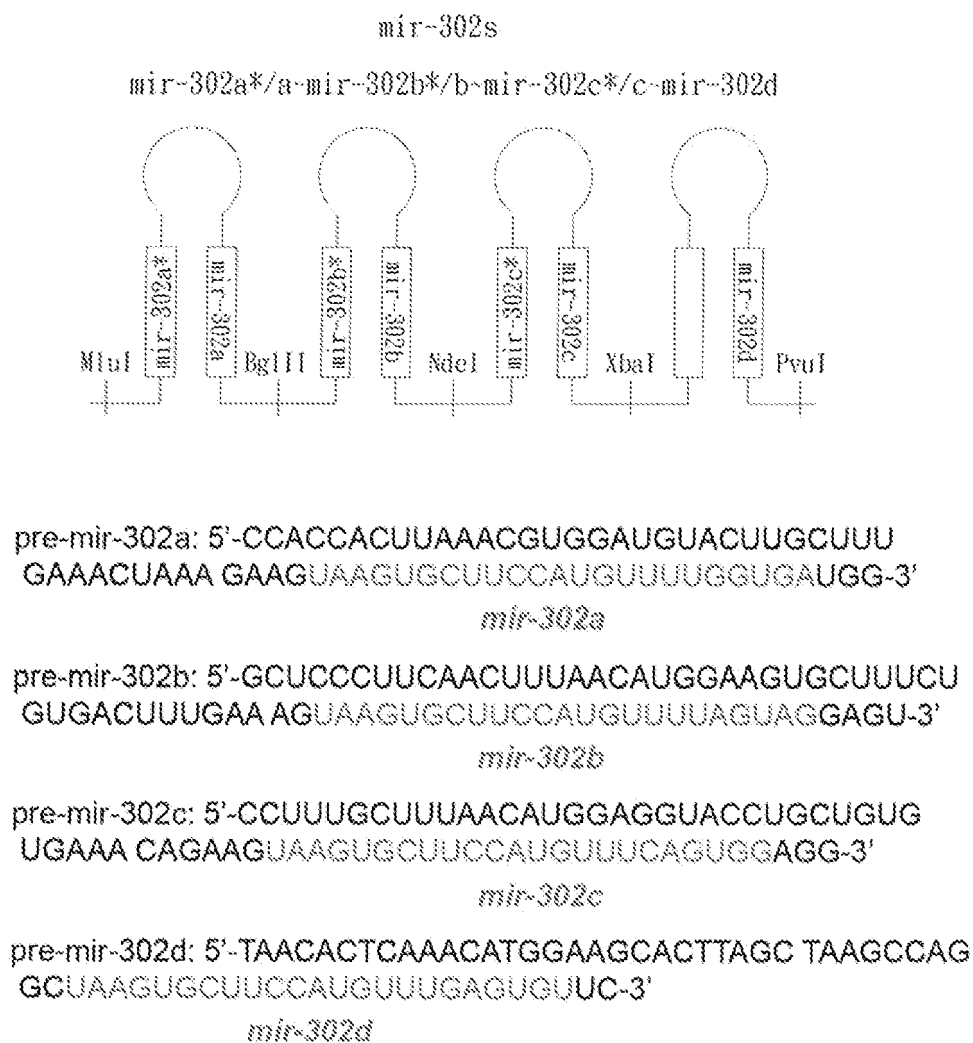 mir-302s
mir-302a*/a-mir-302b*/b-mir-302c*/c-mir-302d
mir-302a*
mir-302a
mir-302b*
mir-302b
mir-302c*
mir-302c
mir-302d
MluI
BglII
NdeI
XbaI
PvuI
pre-mir-302a: 5'-CCACCACUUAAACGUGGAUGUACUUGCUUU
GAAACUAAA GAAGUAAGUGCUUCCAUGUUUUGGUGAUGG-3'
mir-302a
pre-mir-302b: 5'-GCUCCCUUCAACUUUAACAUGGAAGUGCUUUCU
GUGACUUUGAA AGUAAGUGCUUCCAUGUUUUAGUAGGAGU-3'
mir-302b
pre-mir-302c: 5'-CCUUUGCUUUAACAUGGAGGUACCUGCUGUG
UGAAA CAGAAGUAAGUGCUUCCAUGUUUCAGUGGAGG-3'
mir-302c
pre-mir-302d: 5'-TAACACTCAAACATGGAAGCACTTAGC TAAGCCAG
GCUAAGUGCUUCCAUGUUUGAGUGUUC-3'
mir-302d